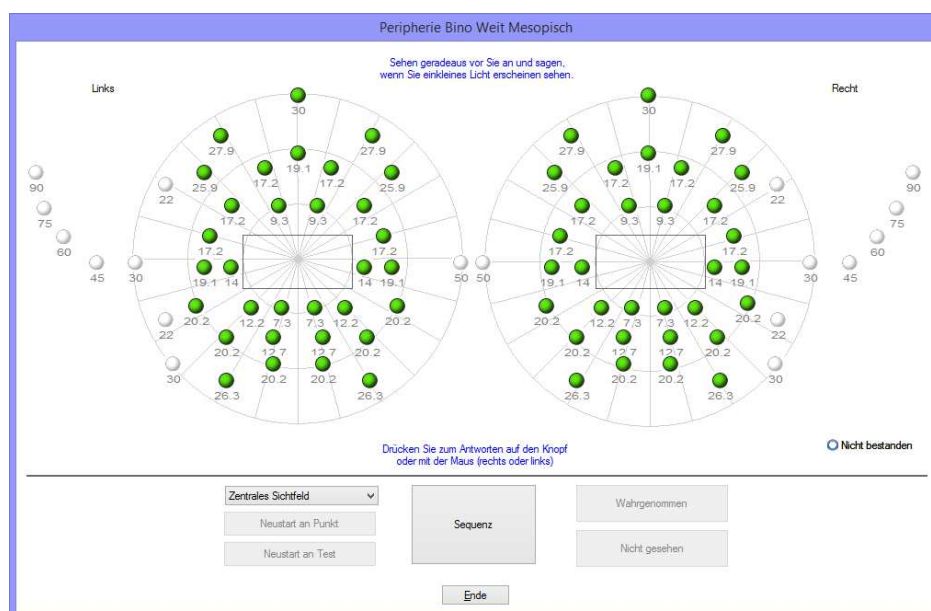 Peripherie Bino Weit Mesopisch
Sehen geradeaus vor Sie an und sagen,
wenn Sie einkleines Licht erscheinen sehen.
Links Recht
30 30
27.9 27.9 27.9 27.9
19.1 19.1
17.2 17.2 17.2 17.2
90 25.9 25.9 25.9 25.9 90
22 22
17.2 9.3 9.3 17.2 17.2 9.3 9.3 17.2
75 75
60 17.2 17.2 17.2 17.2 60
45 30 50 50 30 45
19.1 14 14 19.1 19.1 14 14 19.1
20.2 12.2 7.3 7.3 12.2 20.2 20.2 12.2 7.3 7.3 12.2 20.2
22 22
20.2 12.7 12.7 20.2 20.2 12.7 12.7 20.2
30 20.2 20.2 20.2 20.2 30
26.3 26.3 26.3 26.3
Drücken Sie zum Antworten auf den Knopf
oder mit der Maus (rechts oder links)
Nicht bestanden
Zentrales Sichtfeld
Neustart an Punkt
Neustart an Test
Sequenz
Wahrgenommen
Nicht gesehen
Ende